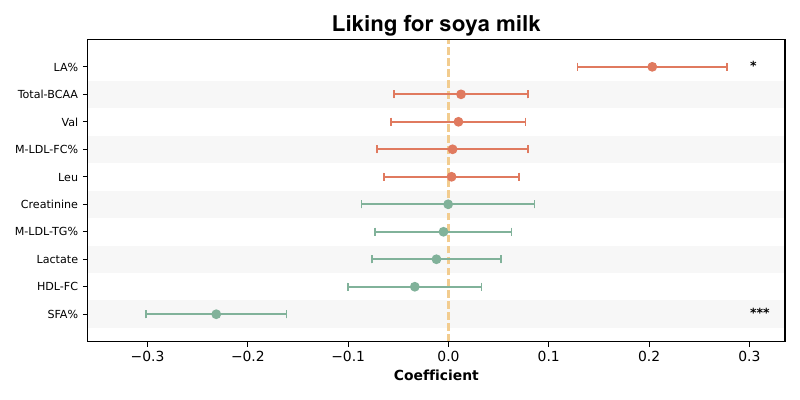 Liking for soya milk
LA%
*
Total-BCAA
Val
M-LDL-FC%
Leu
Creatinine
M-LDL-TG%
Lactate
HDL-FC
SFA%
***
−0.3 −0.2 −0.1 0.0 0.1 0.2 0.3
Coefficient